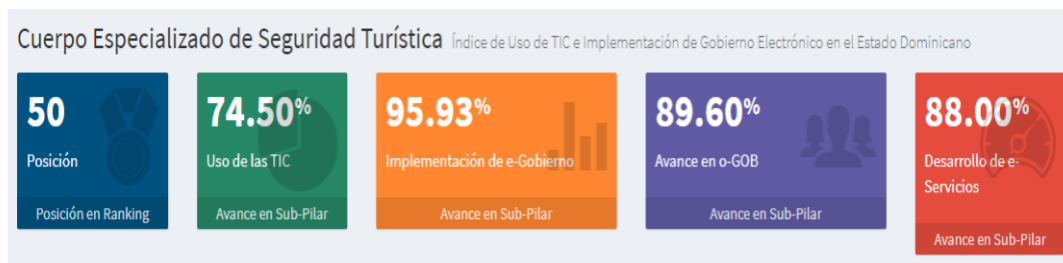 Cuerpo Especializado de Seguridad Turística Índice de Uso de TIC e Implementación de Gobierno Electrónico en el Estado Dominicano
50
Posición
Posición en Ranking
74.50%
Uso de las TIC
Avance en Sub-Pilar
95.93%
Implementación de e-Gobierno
Avance en Sub-Pilar
89.60%
Avance en o-GOB
Avance en Sub-Pilar
88.00%
Desarrollo de e-
Servicios
Avance en Sub-Pilar